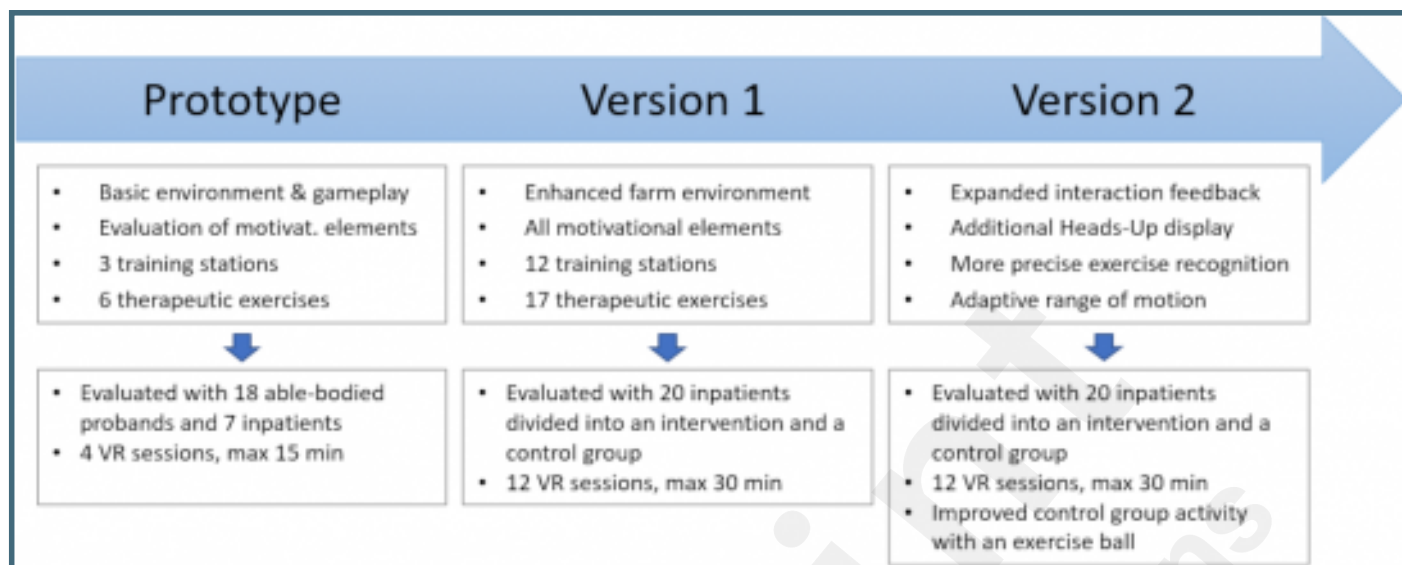 Prototype
Version 1
Version 2
• Basic environment & gameplay
• Evaluation of motivat. elements
• 3 training stations
• 6 therapeutic exercises
• Enhanced farm environment
• All motivational elements
• 12 training stations
• 17 therapeutic exercises
• Expanded interaction feedback
• Additional Heads-Up display
• More precise exercise recognition
• Adaptive range of motion
• Evaluated with 18 able-bodied
probands and 7 inpatients
• 4 VR sessions, max 15 min
• Evaluated with 20 inpatients
divided into an intervention and a
control group
• 12 VR sessions, max 30 min
• Evaluated with 20 inpatients
divided into an intervention and a
control group
• 12 VR sessions, max 30 min
• Improved control group activity
with an exercise ball